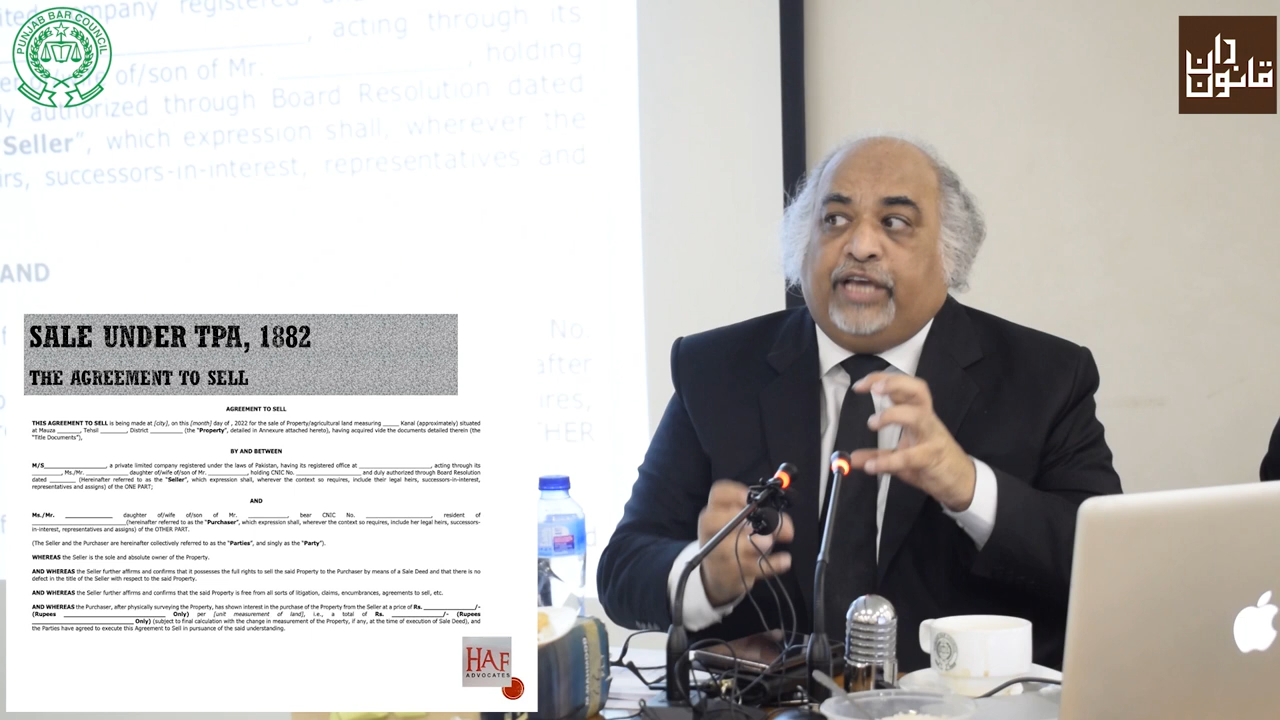 PUNJAB BAR COUNCIL
قانون دان
ited company registered
, acting through its
of/son of Mr. , holding
ly authorized through Board Resolution dated
Seller", which expression shall, wherever the
irs, successors-in-interest, representatives and
AND
No.
after
HER
SALE UNDER TPA, 1882
THE AGREEMENT TO SELL
AGREEMENT TO SELL
THIS AGREEMENT TO SELL is being made at [city], on this [month] day of , 2022 for the sale of Property/agricultural land measuring _____ Kanal (approximately) situated
at Mauza _______, Tehsil ________, District __________ (the "Property", detailed in Annexure attached hereto), having acquired vide the documents detailed therein (the
"Title Documents"),
BY AND BETWEEN
M/S___________________, a private limited company registered under the laws of Pakistan, having its registered office at ______________________, acting through its
_________, Ms./Mr. ______________ daughter of/wife of/son of Mr. ____________, holding CNIC No. ____________________ and duly authorized through Board Resolution
dated ________ (Hereinafter referred to as the "Seller", which expression shall, wherever the context so requires, include their legal heirs, successors-in-interest,
representatives and assigns) of the ONE PART;
AND
Ms./Mr. ______________ daughter of/wife of/son of Mr. ______________, bear CNIC No. ____________________, resident of
____________________________ (hereinafter referred to as the "Purchaser", which expression shall, wherever the context so requires, include her legal heirs, successors-
in-interest, representatives and assigns) of the OTHER PART.
(The Seller and the Purchaser are hereinafter collectively referred to as the "Parties", and singly as the "Party").
WHEREAS the Seller is the sole and absolute owner of the Property.
AND WHEREAS the Seller further affirms and confirms that it possesses the full rights to sell the said Property to the Purchaser by means of a Sale Deed and that there is no
defect in the title of the Seller with respect to the said Property.
AND WHEREAS the Seller further affirms and confirms that the said Property is free from all sorts of litigation, claims, encumbrances, agreements to sell, etc.
AND WHEREAS the Purchaser, after physically surveying the Property, has shown interest in the purchase of the Property from the Seller at a price of Rs. _______________/-
(Rupees ______________________________ Only) per [unit measurement of land], i.e., a total of Rs. _________________/- (Rupees
_______________________________ Only) (subject to final calculation with the change in measurement of the Property, if any, at the time of execution of Sale Deed), and
the Parties have agreed to execute this Agreement to Sell in pursuance of the said understanding.
HAF
ADVOCATES